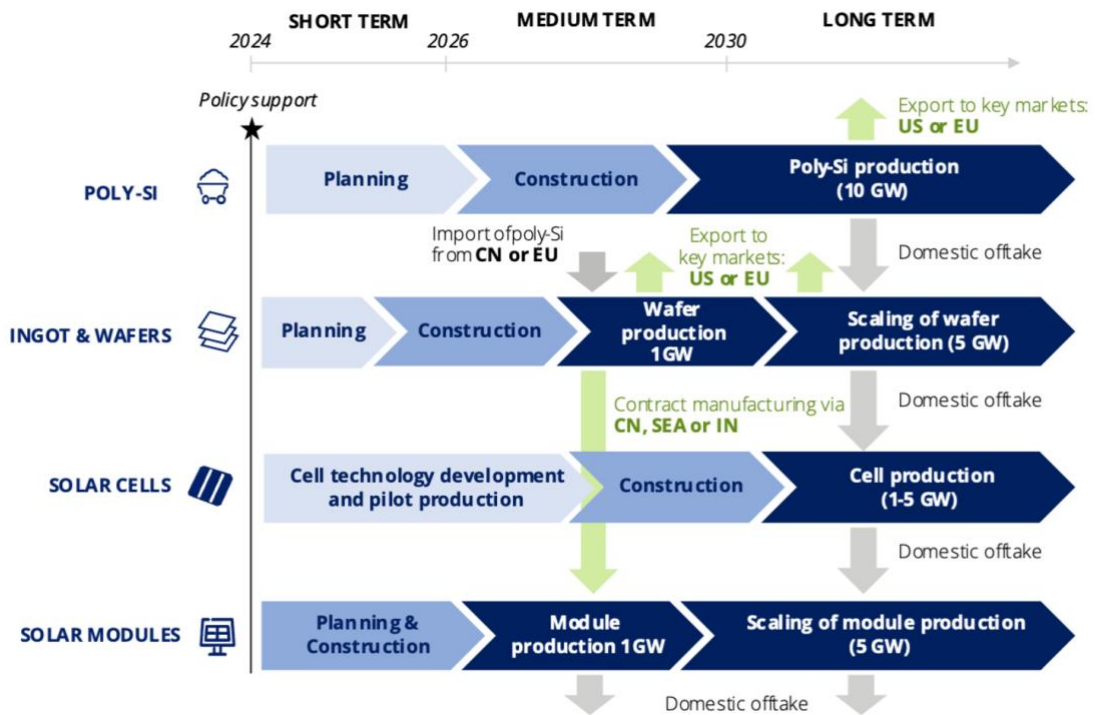 SHORT TERM
MEDIUM TERM
LONG TERM
2024
2026
2030
Policy support
Export to key markets:
US or EU
POLY-SI
Planning
Construction
Poly-Si production
(10 GW)
Import of poly-Si
from CN or EU
Export to
key markets:
US or EU
Domestic offtake
INGOT & WAFERS
Planning
Construction
Wafer
production
1GW
Scaling of wafer
production (5 GW)
Contract manufacturing via
CN, SEA or IN
Domestic offtake
SOLAR CELLS
Cell technology development
and pilot production
Construction
Cell production
(1-5 GW)
Domestic offtake
SOLAR MODULES
Planning &
Construction
Module
production 1GW
Scaling of module production
(5 GW)
Domestic offtake